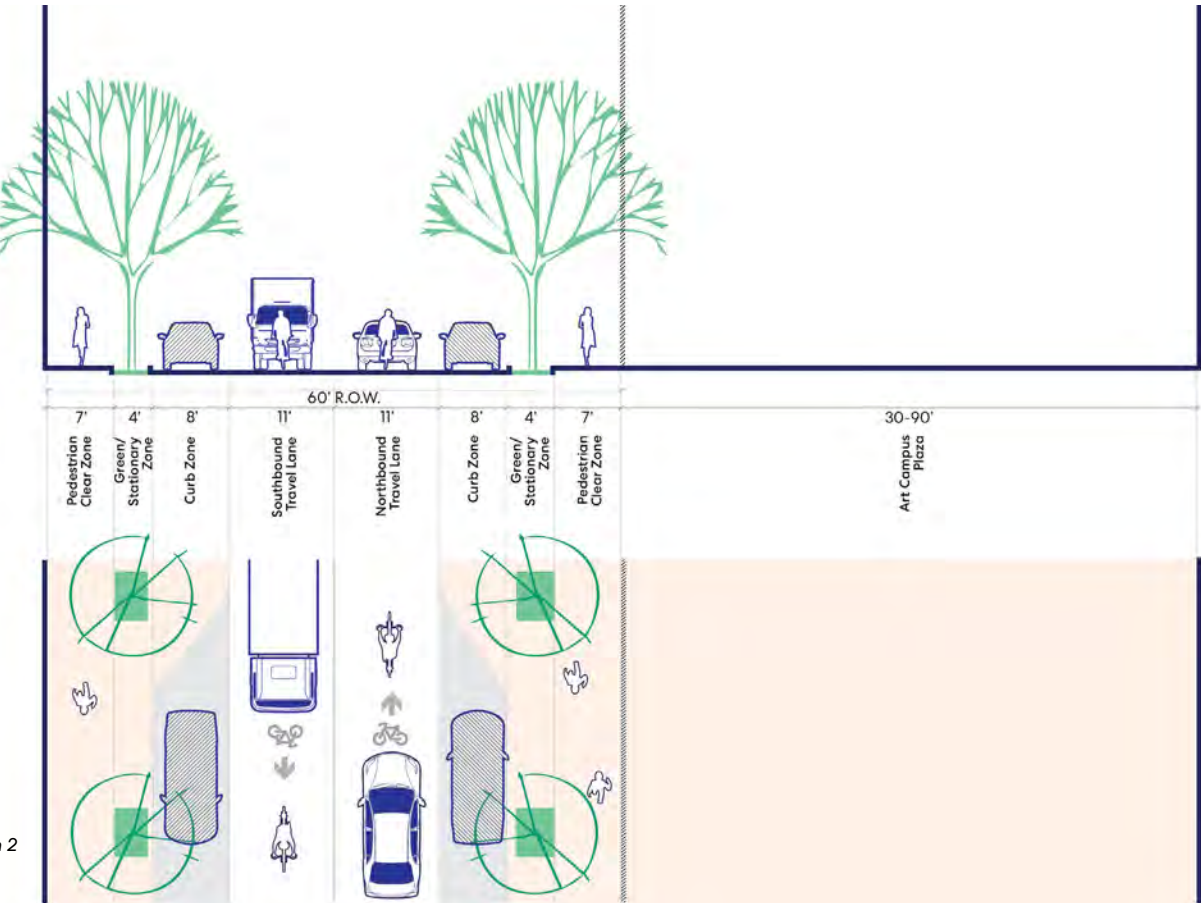 60' R.O.W.
7'
4'
8'
11'
11'
8'
4'
7'
30-90'
Pedestrian
Clear Zone
Green/
Stationary
Zone
Curb Zone
Southbound
Travel Lane
Northbound
Travel Lane
Curb Zone
Green/
Stationary
Zone
Pedestrian
Clear Zone
Art Campus
Plaza
2